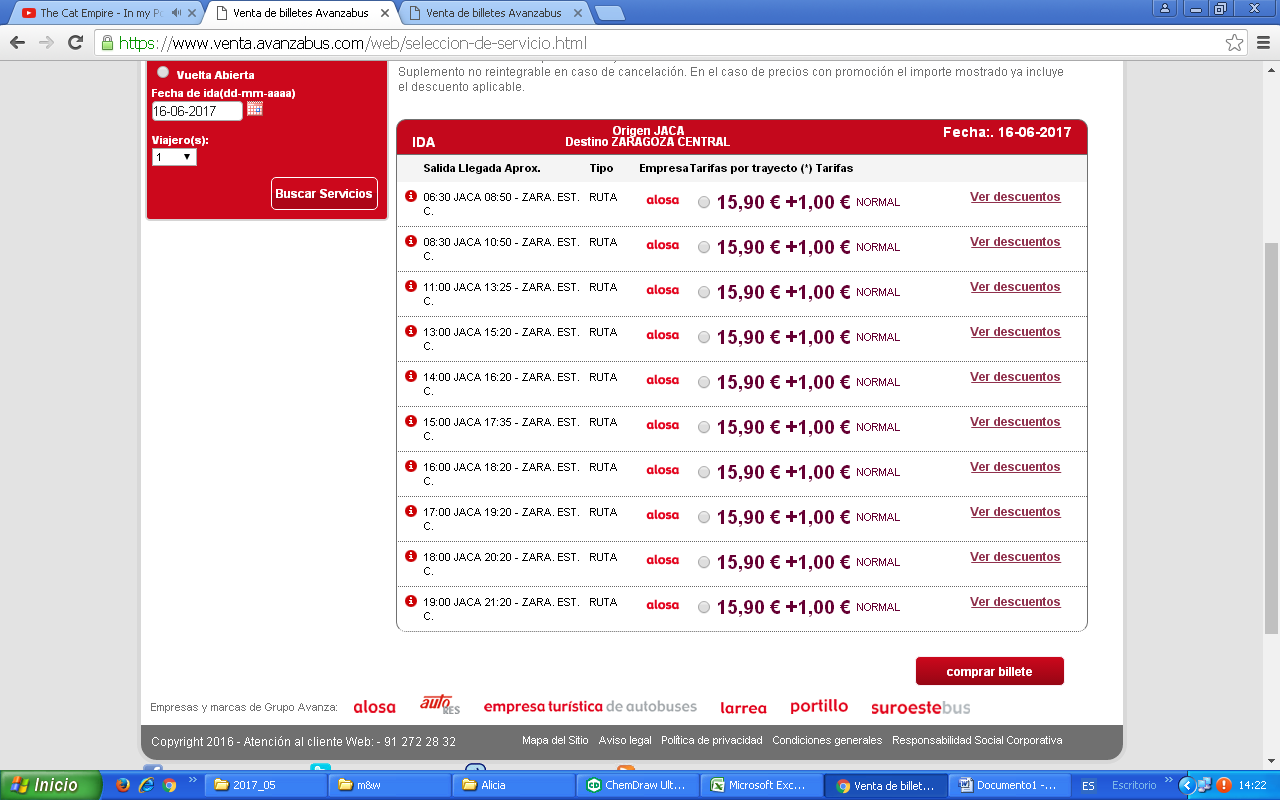 The Cat Empire - In my Po
Venta de billetes Avanzabus
Venta de billetes Avanzabus
https://www.venta.avanzabus.com/web/seleccion-de-servicio.html
Vuelta Abierta
Fecha de ida(dd-mm-aaaa)
16-06-2017
Viajero(s):
1
Buscar Servicios
Suplemento no reintegrable en caso de cancelación. En el caso de precios con promoción el importe mostrado ya incluye
el descuento aplicable.
IDA
Origen JACA
Destino ZARAGOZA CENTRAL
Fecha:. 16-06-2017
Salida Llegada Aprox. Tipo Empresa Tarifas por trayecto (*) Tarifas
06:30 JACA 08:50 - ZARA. EST. RUTA alosa 15,90 € +1,00 € NORMAL Ver descuentos
C.
08:30 JACA 10:50 - ZARA. EST. RUTA alosa 15,90 € +1,00 € NORMAL Ver descuentos
C.
11:00 JACA 13:25 - ZARA. EST. RUTA alosa 15,90 € +1,00 € NORMAL Ver descuentos
C.
13:00 JACA 15:20 - ZARA. EST. RUTA alosa 15,90 € +1,00 € NORMAL Ver descuentos
C.
14:00 JACA 16:20 - ZARA. EST. RUTA alosa 15,90 € +1,00 € NORMAL Ver descuentos
C.
15:00 JACA 17:35 - ZARA. EST. RUTA alosa 15,90 € +1,00 € NORMAL Ver descuentos
C.
16:00 JACA 18:20 - ZARA. EST. RUTA alosa 15,90 € +1,00 € NORMAL Ver descuentos
C.
17:00 JACA 19:20 - ZARA. EST. RUTA alosa 15,90 € +1,00 € NORMAL Ver descuentos
C.
18:00 JACA 20:20 - ZARA. EST. RUTA alosa 15,90 € +1,00 € NORMAL Ver descuentos
C.
19:00 JACA 21:20 - ZARA. EST. RUTA alosa 15,90 € +1,00 € NORMAL Ver descuentos
C.
comprar billete
Empresas y marcas de Grupo Avanza: alosa auto RES empresa turística de autobuses larrea portillo suroestebus
Copyright 2016 - Atención al cliente Web: - 91 272 28 32 Mapa del Sitio Aviso legal Política de privacidad Condiciones generales Responsabilidad Social Corporativa
Inicio 2017_05 m&w Alicia ChemDraw Ult... Microsoft Exc... Venta de billet... Documento1 -... ES Escritorio 14:22